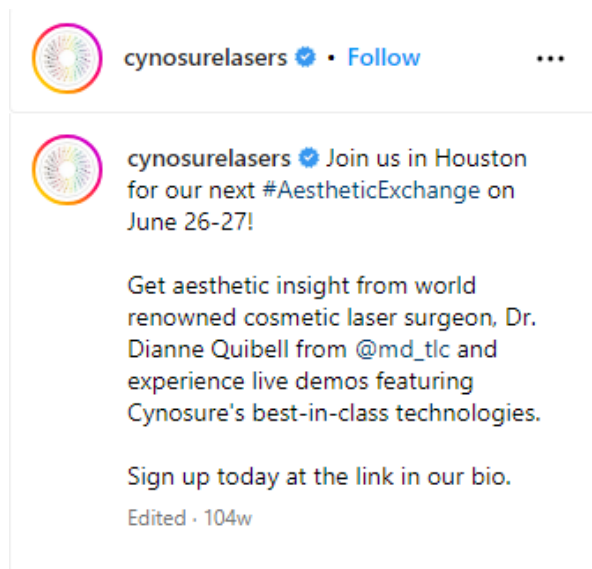 cynosurelasers • Follow
cynosurelasers Join us in Houston
for our next #AestheticExchange on
June 26-27!
Get aesthetic insight from world
renowned cosmetic laser surgeon, Dr.
Dianne Quibell from @md_tlc and
experience live demos featuring
Cynosure's best-in-class technologies.
Sign up today at the link in our bio.
Edited · 104w